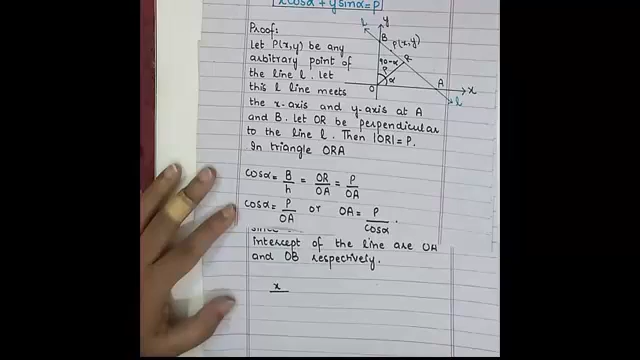 xcosα + ysinα = P
Proof:
Let P(x,y) be any
arbitrary point of
the line l. Let
this l line meets
the x-axis and y-axis at A
and B. Let OR be perpendicular
to the line l. Then |OR| = P.
In triangle ORA
cosα = B/h = OR/OA = P/OA
cosα = P/OA or OA = P/cosα.
intercept of the line are OA
and OB respectively.
x
l
y
B
P(x,y)
90-α
R
P
α
O
A
x
l